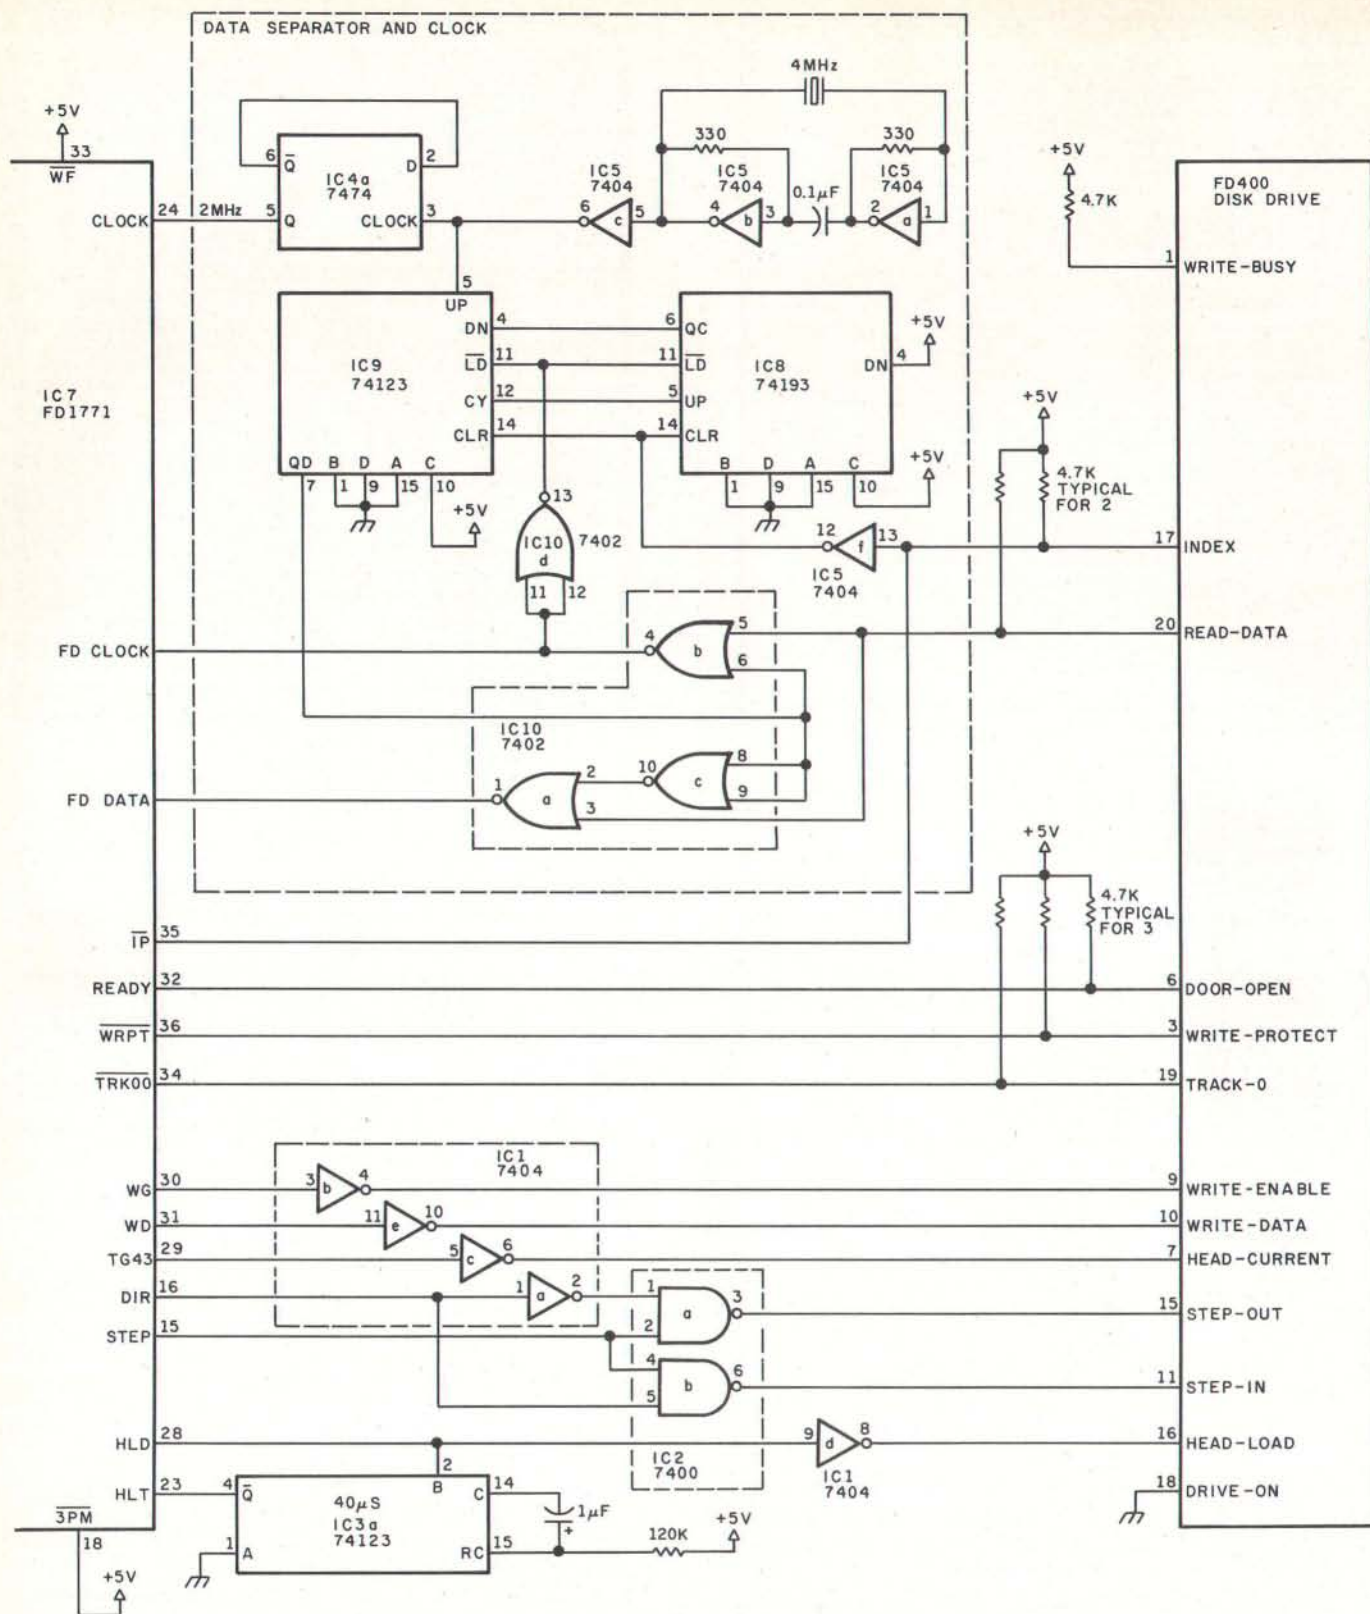 DATA SEPARATOR AND CLOCK
4MHz
+5V
33
WF
6 Q D 2
IC4a
7474
330
330
IC5
7404
IC5
7404
0.1µF
IC5
7404
+5V
4.7K
FD400
DISK DRIVE
CLOCK 24 2MHz 5 Q CLOCK 3
6 c 5
4 b 3
2 a 1
1 WRITE-BUSY
5
UP
DN 4
6 QC
+5V
LD 11
11 LD
DN 4
IC9
74123
IC8
74193
IC7
FD1771
CY 12
5 UP
CLR 14
14 CLR
+5V
QD B D A C
7 1 9 15 10
+5V
B D A C
1 9 15 10
+5V
4.7K
TYPICAL
FOR 2
13
IC10
d
7402
11 12
12 f 13
IC5
7404
17 INDEX
FD CLOCK
4 b 5
6
20 READ-DATA
IC10
7402
FD DATA
1 a 2
3
10 c 8
9
+5V
4.7K
TYPICAL
FOR 3
IP 35
READY 32
6 DOOR-OPEN
WRPT 36
3 WRITE-PROTECT
TRK00 34
19 TRACK-0
IC1
7404
WG 30
3 b 4
9 WRITE-ENABLE
WD 31
11 e 10
10 WRITE-DATA
TG43 29
5 c 6
7 HEAD-CURRENT
DIR 16
1 a 2
1 a 3
2
15 STEP-OUT
STEP 15
4 b 6
5
11 STEP-IN
HLD 28
9 d 8
16 HEAD-LOAD
IC2
7400
IC1
7404
HLT 23
4 Q
2
B
C 14
40µS
IC3a
74123
1µF
+
18 DRIVE-ON
3PM
18
1 A
RC 15
120K
+5V
+5V